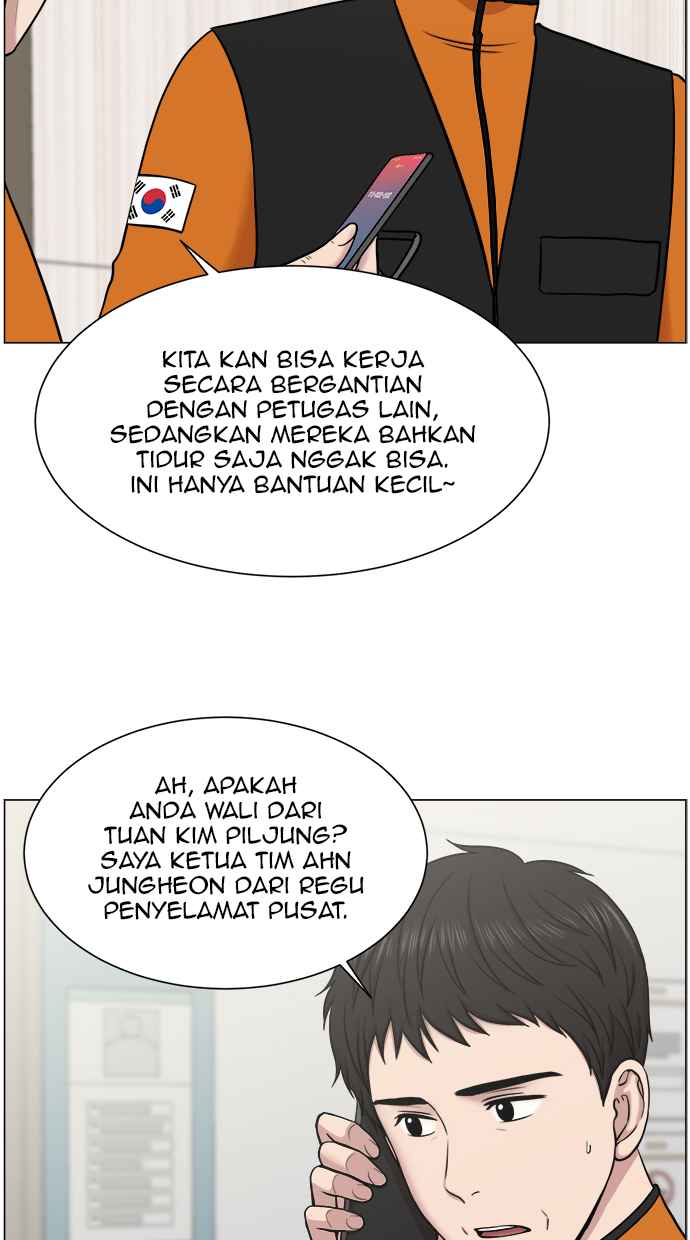 KITA KAN BISA KERJA
SECARA BERGANTIAN
DENGAN PETUGAS LAIN,
SEDANGKAN MEREKA BAHKAN
TIDUR SAJA NGGAK BISA.
INI HANYA BANTUAN KECIL~
AH, APAKAH
ANDA WALI DARI
TUAN KIM PILJUNG?
SAYA KETUA TIM AHN
JUNGHEON DARI REGU
PENYELAMAT PUSAT.